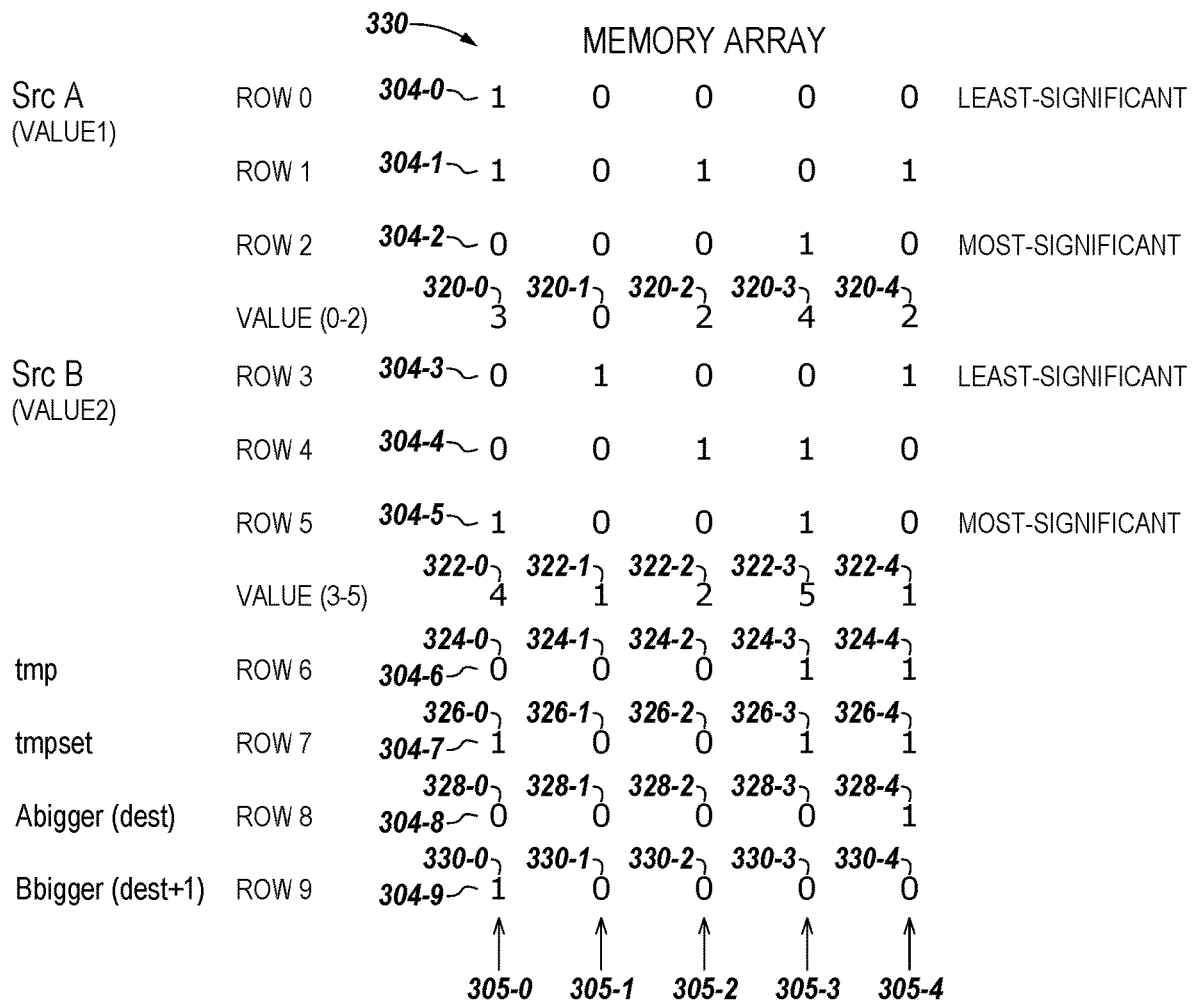 330 MEMORY ARRAY
Src A ROW 0 304-0 1 0 0 0 0 LEAST-SIGNIFICANT
(VALUE1)
ROW 1 304-1 1 0 1 0 1
ROW 2 304-2 0 0 0 1 0 MOST-SIGNIFICANT
320-0 320-1 320-2 320-3 320-4
VALUE (0-2) 3 0 2 4 2
Src B ROW 3 304-3 0 1 0 0 1 LEAST-SIGNIFICANT
(VALUE2)
ROW 4 304-4 0 0 1 1 0
ROW 5 304-5 1 0 0 1 0 MOST-SIGNIFICANT
322-0 322-1 322-2 322-3 322-4
VALUE (3-5) 4 1 2 5 1
324-0 324-1 324-2 324-3 324-4
tmp ROW 6 304-6 0 0 0 1 1
326-0 326-1 326-2 326-3 326-4
tmpset ROW 7 304-7 1 0 0 1 1
328-0 328-1 328-2 328-3 328-4
Abigger (dest) ROW 8 304-8 0 0 0 0 1
330-0 330-1 330-2 330-3 330-4
Bbigger (dest+1) ROW 9 304-9 1 0 0 0 0
305-0 305-1 305-2 305-3 305-4